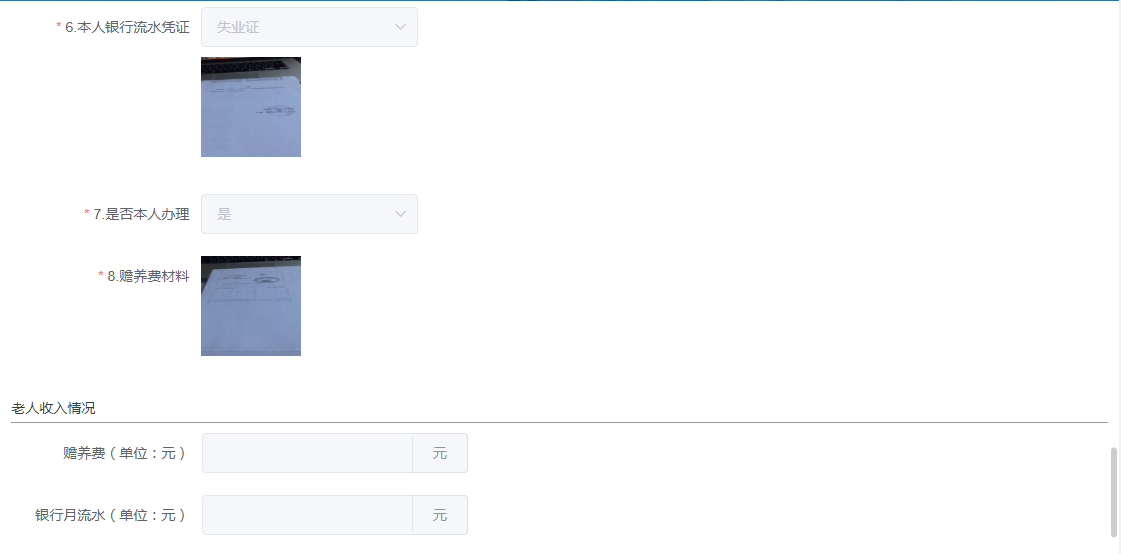 * 6.本人银行流水凭证
失业证
* 7.是否本人办理
是
* 8.赡养费材料
老人收入情况
赡养费（单位：元）
元
银行月流水（单位：元）
元